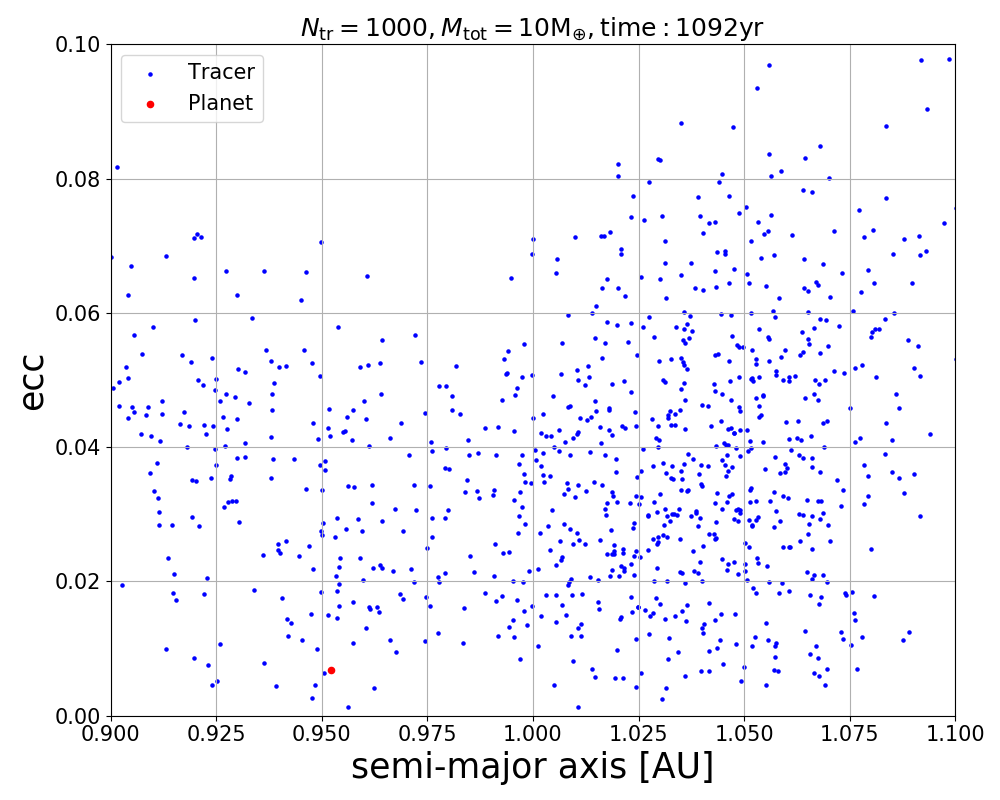 N_tr = 1000, M_tot = 10M_⊕, time : 1092yr
Tracer
Planet
ecc
0.10
0.08
0.06
0.04
0.02
0.00
0.900 0.925 0.950 0.975 1.000 1.025 1.050 1.075 1.100
semi-major axis [AU]